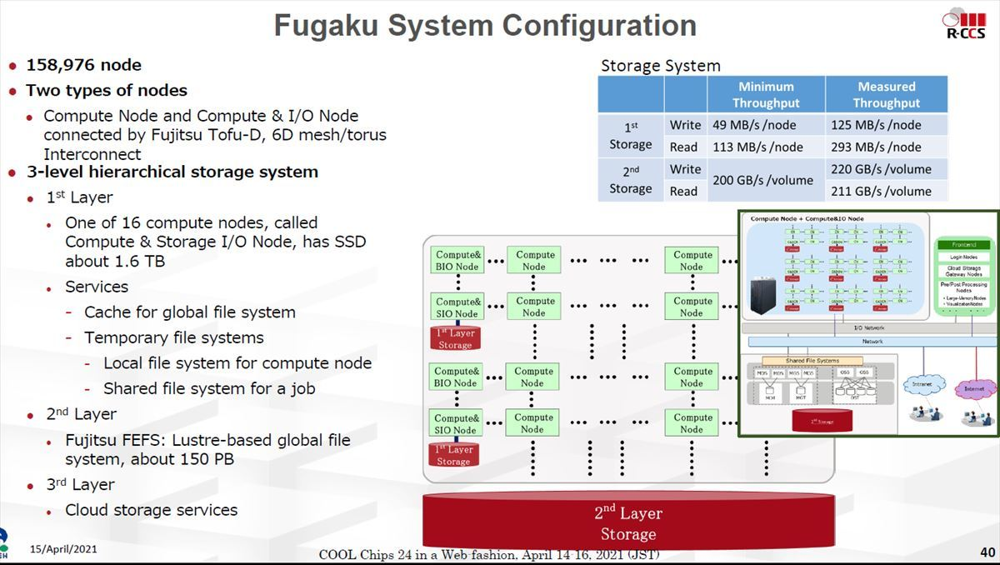 Fugaku System Configuration
R-CCS
● 158,976 node
● Two types of nodes
● Compute Node and Compute & I/O Node
connected by Fujitsu Tofu-D, 6D mesh/torus
Interconnect
● 3-level hierarchical storage system
● 1st Layer
• One of 16 compute nodes, called
Compute & Storage I/O Node, has SSD
about 1.6 TB
• Services
- Cache for global file system
- Temporary file systems
- Local file system for compute node
- Shared file system for a job
● 2nd Layer
• Fujitsu FEFS: Lustre-based global file
system, about 150 PB
● 3rd Layer
• Cloud storage services
Storage System
Minimum Throughput Measured Throughput
1st Storage Write 49 MB/s /node 125 MB/s /node
Read 113 MB/s /node 293 MB/s /node
2nd Storage Write 200 GB/s /volume 220 GB/s /volume
Read 211 GB/s /volume
Compute& BIO Node ••• Compute Node ••• ••• ••• Compute Node •••
Compute& SIO Node ••• Compute Node ••• ••• ••• Compute Node •••
1st Layer
Storage
Compute& BIO Node ••• Compute Node ••• ••• ••• Compute Node •••
Compute& SIO Node ••• Compute Node ••• ••• ••• Compute Node
1st Layer
Storage
2nd Layer
Storage
Compute Node + Compute&IO Node
Frontend
Login Nodes
Cloud Storage
Gateway Nodes
Pre/Post Processing
Nodes
• Large-Memory Nodes
• Visualization Nodes
I/O Network
Network
Shared File Systems
MDS MDS MGS MGS OSS OSS
MDT MGT OST
2nd Storage
Intranet
Internet
15/April/2021
COOL Chips 24 in a Web fashion, April 14-16, 2021 (JST)
40